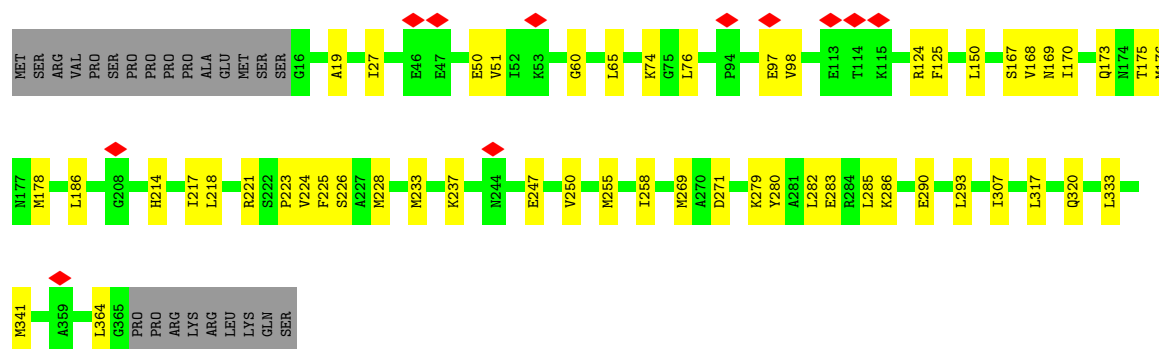 MET SER ARG VAL PRO SER PRO PRO PRO PRO ALA GLU MET SER SER G16 A19 I27 E46 E47 E50 V51 I52 K53 G60 L65 K74 G75 L76 P94 E97 V98 E113 T114 K115 R124 F125 L150 S167 V168 N169 I170 Q173 N174 T175 M176
N177 M178 L186 G208 H214 I217 L218 R221 S222 P223 V224 F225 S226 A227 M228 M233 K237 N244 E247 V250 M255 I258 M269 A270 D271 K279 Y280 A281 L282 E283 R284 L285 K286 E290 L293 I307 L317 Q320 L333
M341 A359 L364 G365 PRO PRO ARG LYS ARG LEU LYS GLN SER